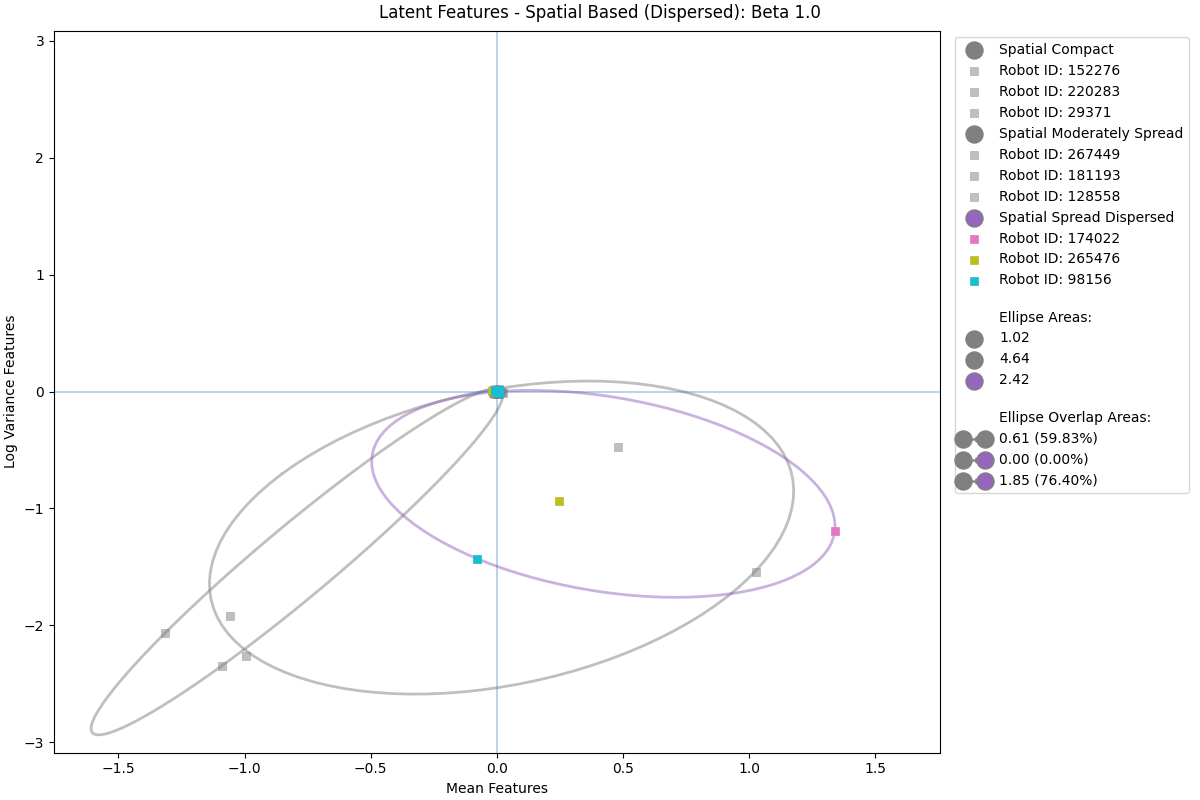 Latent Features - Spatial Based (Dispersed): Beta 1.0
3
2
1
0
−1
−2
−3
Log Variance Features
−1.5
−1.0
−0.5
0.0
0.5
1.0
1.5
Mean Features
Spatial Compact
Robot ID: 152276
Robot ID: 220283
Robot ID: 29371
Spatial Moderately Spread
Robot ID: 267449
Robot ID: 181193
Robot ID: 128558
Spatial Spread Dispersed
Robot ID: 174022
Robot ID: 265476
Robot ID: 98156
Ellipse Areas:
1.02
4.64
2.42
Ellipse Overlap Areas:
0.61 (59.83%)
0.00 (0.00%)
1.85 (76.40%)